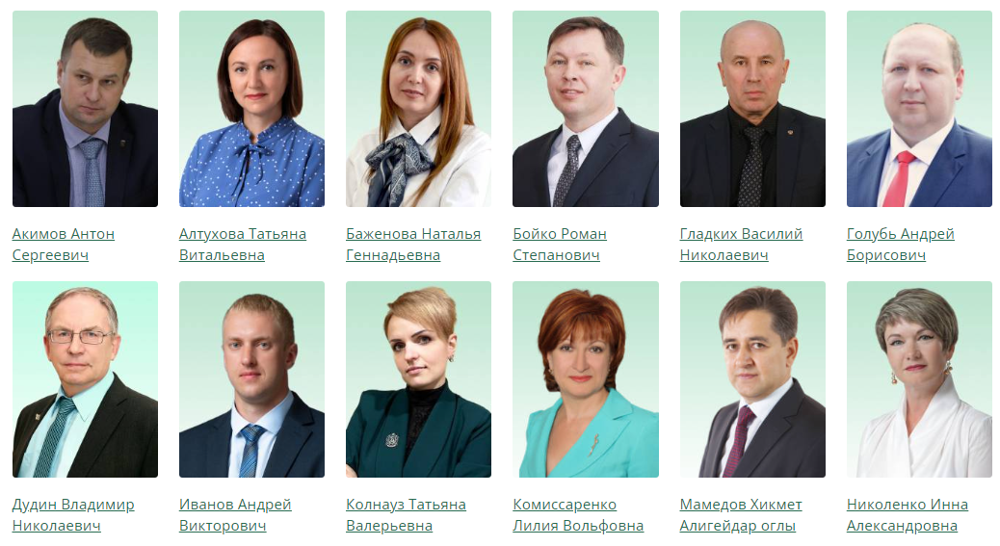 Акимов Антон
Сергеевич
Алтухова Татьяна
Витальевна
Баженова Наталья
Геннадьевна
Бойко Роман
Степанович
Гладких Василий
Николаевич
Голубь Андрей
Борисович
Дудин Владимир
Николаевич
Иванов Андрей
Викторович
Колнауз Татьяна
Валерьевна
Комиссаренко
Лилия Вольфовна
Мамедов Хикмет
Алигейдар оглы
Николенко Инна
Александровна